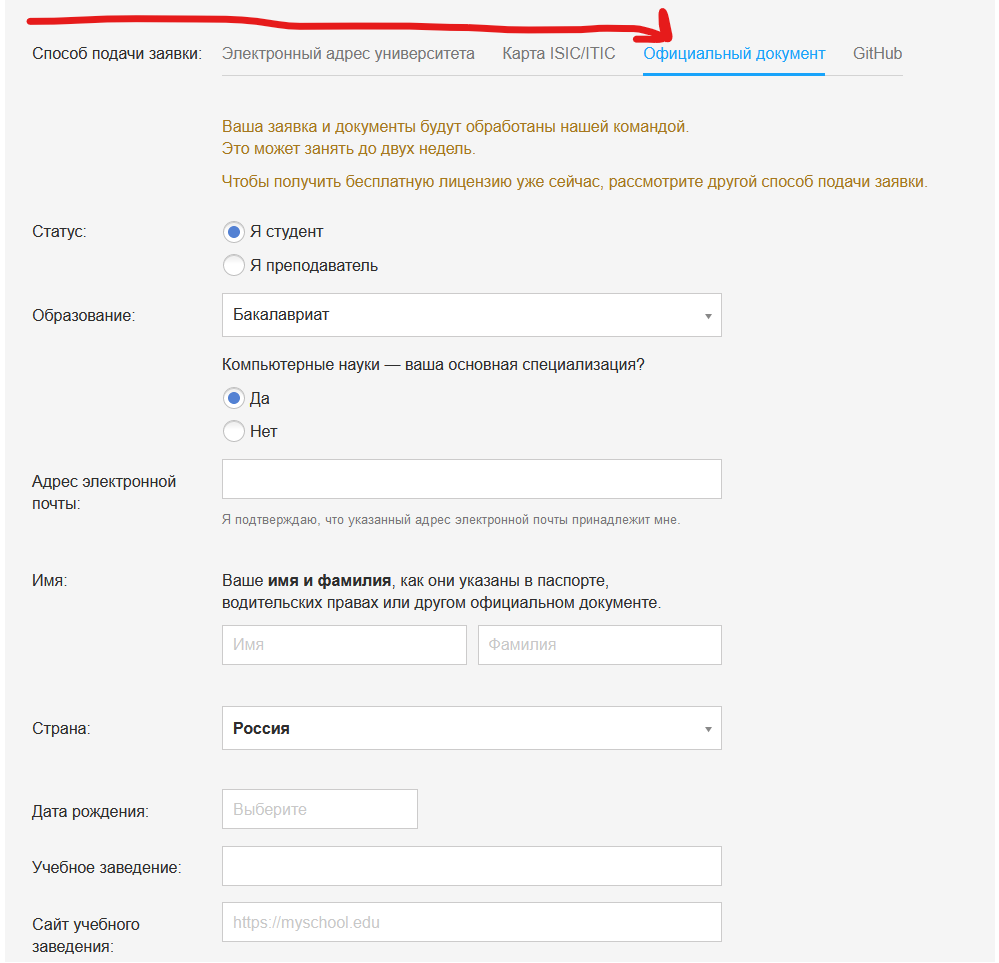 Способ подачи заявки: Электронный адрес университета Карта ISIC/ITIC Официальный документ GitHub
Ваша заявка и документы будут обработаны нашей командой.
Это может занять до двух недель.
Чтобы получить бесплатную лицензию уже сейчас, рассмотрите другой способ подачи заявки.
Статус: Я студент
Я преподаватель
Образование: Бакалавриат
Компьютерные науки — ваша основная специализация?
Да
Нет
Адрес электронной
почты:
Я подтверждаю, что указанный адрес электронной почты принадлежит мне.
Имя: Ваше имя и фамилия, как они указаны в паспорте,
водительских правах или другом официальном документе.
Имя Фамилия
Страна: Россия
Дата рождения: Выберите
Учебное заведение:
Сайт учебного
заведения:
https://myschool.edu